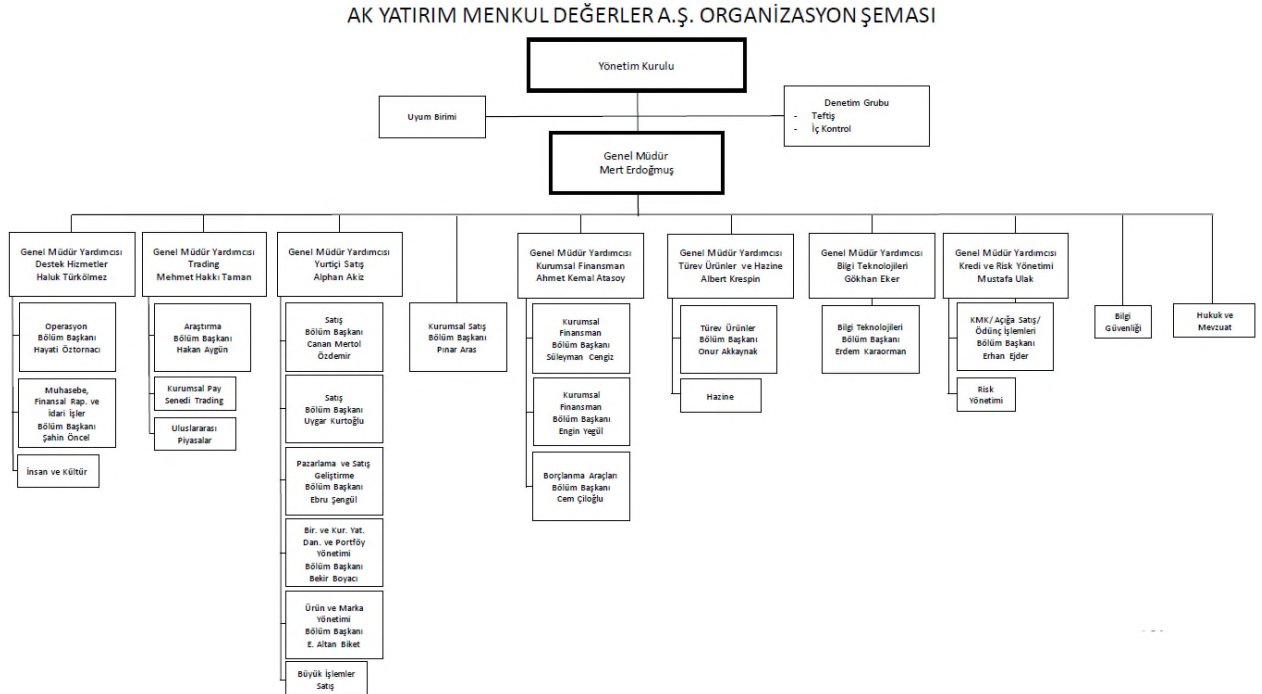 AK YATIRIM MENKUL DEĞERLER A.Ş. ORGANİZASYON ŞEMASI
Yönetim Kurulu
Uyum Birimi
Denetim Grubu
- Teftiş
- İç Kontrol
Genel Müdür
Mert Erdoğmuş
Genel Müdür Yardımcısı
Destek Hizmetler
Haluk Türkölmez
Genel Müdür Yardımcısı
Trading
Mehmet Hakkı Taman
Genel Müdür Yardımcısı
Yurtiçi Satış
Alphan Akiz
Genel Müdür Yardımcısı
Kurumsal Finansman
Ahmet Kemal Atasoy
Genel Müdür Yardımcısı
Türev Ürünler ve Hazine
Albert Krespin
Genel Müdür Yardımcısı
Bilgi Teknolojileri
Gökhan Eker
Genel Müdür Yardımcısı
Kredi ve Risk Yönetimi
Mustafa Ulak
Operasyon
Bölüm Başkanı
Hayati Öztornacı
Muhasebe,
Finansal Rap. ve
İdari İşler
Bölüm Başkanı
Şahin Öncel
İnsan ve Kültür
Araştırma
Bölüm Başkanı
Hakan Aygün
Kurumsal Pay
Senedi Trading
Uluslararası
Piyasalar
Satış
Bölüm Başkanı
Canan Mertol
Özdemir
Satış
Bölüm Başkanı
Uygar Kurtoğlu
Pazarlama ve Satış
Geliştirme
Bölüm Başkanı
Ebru Şengül
Bir. ve Kur. Yat.
Dan. ve Portföy
Yönetimi
Bölüm Başkanı
Bekir Boyacı
Ürün ve Marka
Yönetimi
Bölüm Başkanı
E. Altan Biket
Büyük İşlemler
Satış
Kurumsal Satış
Bölüm Başkanı
Pınar Aras
Kurumsal
Finansman
Bölüm Başkanı
Süleyman Cengiz
Kurumsal
Finansman
Bölüm Başkanı
Engin Yegül
Borçlanma Araçları
Bölüm Başkanı
Cem Çiloğlu
Türev Ürünler
Bölüm Başkanı
Onur Akkaynak
Hazine
Bilgi Teknolojileri
Bölüm Başkanı
Erdem Karaorman
KMK/Açığa Satış/
Ödünç İşlemleri
Bölüm Başkanı
Erhan Ejder
Risk
Yönetimi
Bilgi
Güvenliği
Hukuk ve
Mevzuat